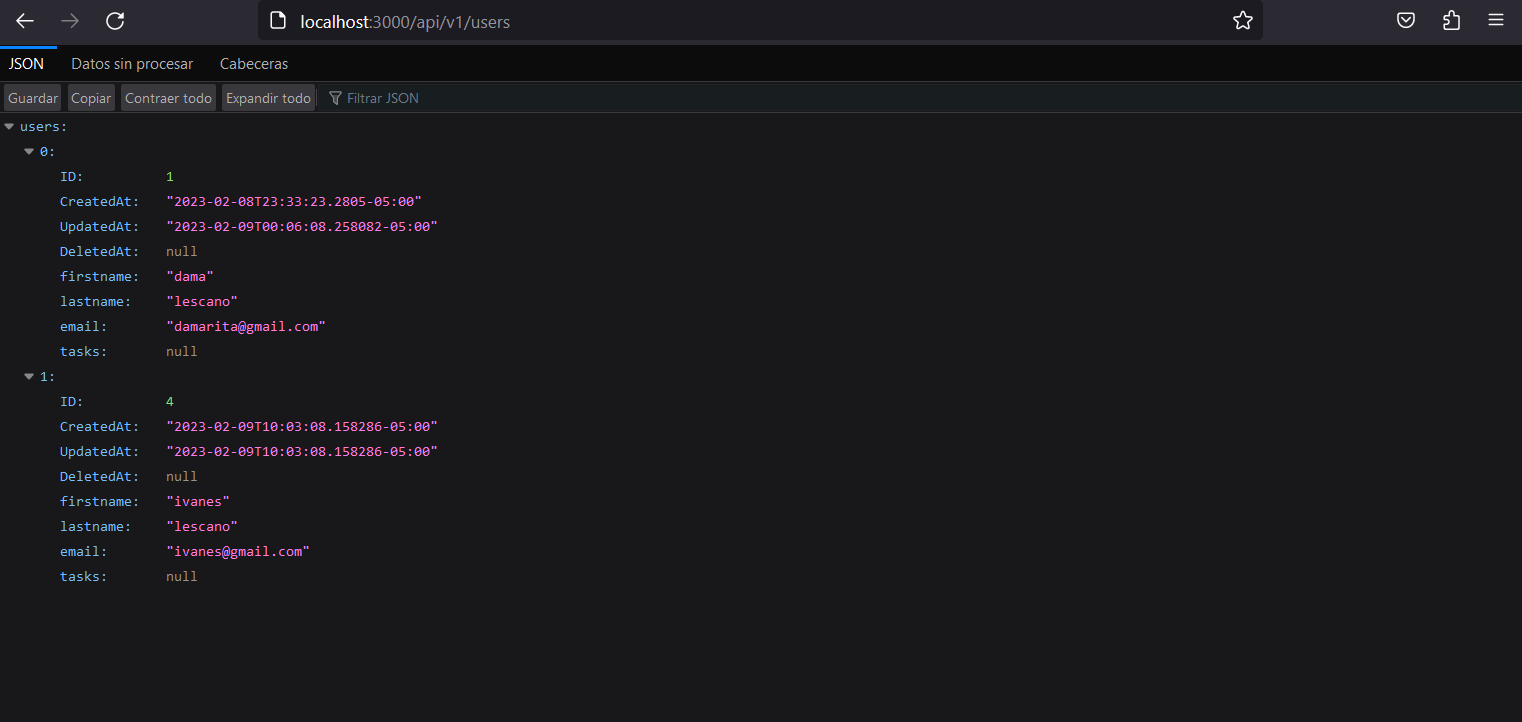 localhost:3000/api/v1/users
JSON Datos sin procesar Cabeceras
Guardar Copiar Contraer todo Expandir todo Filtrar JSON
users:
0:
ID: 1
CreatedAt: "2023-02-08T23:33:23.2805-05:00"
UpdatedAt: "2023-02-09T00:06:08.258082-05:00"
DeletedAt: null
firstname: "dama"
lastname: "lescano"
email: "damarita@gmail.com"
tasks: null
1:
ID: 4
CreatedAt: "2023-02-09T10:03:08.158286-05:00"
UpdatedAt: "2023-02-09T10:03:08.158286-05:00"
DeletedAt: null
firstname: "ivanes"
lastname: "lescano"
email: "ivanes@gmail.com"
tasks: null